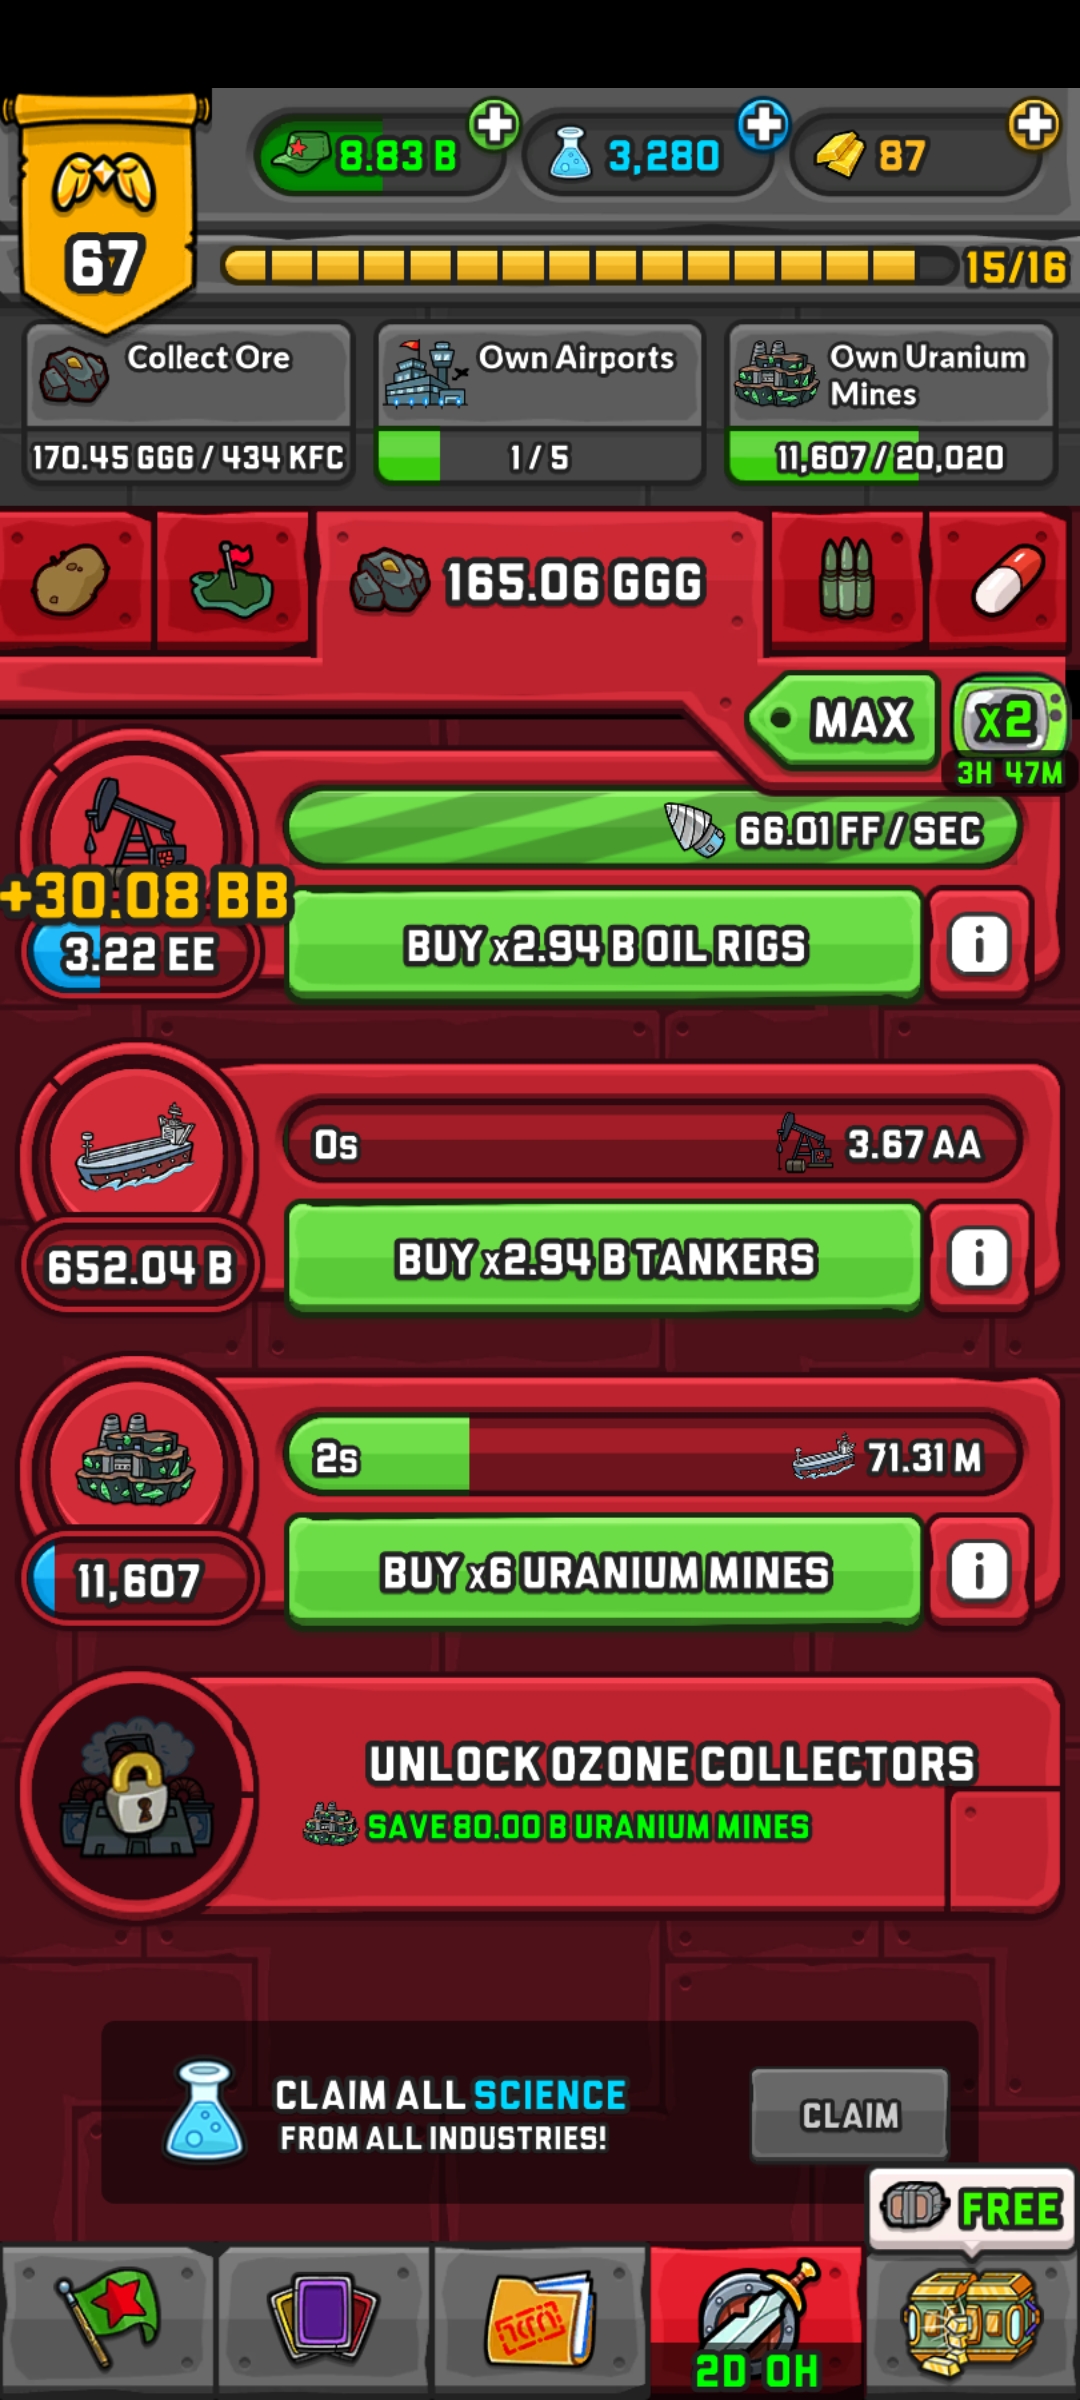 8.83 B
3,280
87
67
15/16
Collect Ore
170.45 GGG / 434 KFC
Own Airports
1 / 5
Own Uranium
Mines
11,607 / 20,020
165.06 GGG
MAX
x2
3H 47M
66.01 FF / SEC
+30.08 BB
3.22 EE
BUY x2.94 B OIL RIGS
i
0s
3.67 AA
652.04 B
BUY x2.94 B TANKERS
i
2s
71.31 M
11,607
BUY x6 URANIUM MINES
i
UNLOCK OZONE COLLECTORS
SAVE 80.00 B URANIUM MINES
CLAIM ALL SCIENCE
FROM ALL INDUSTRIES!
CLAIM
FREE
2D 0H